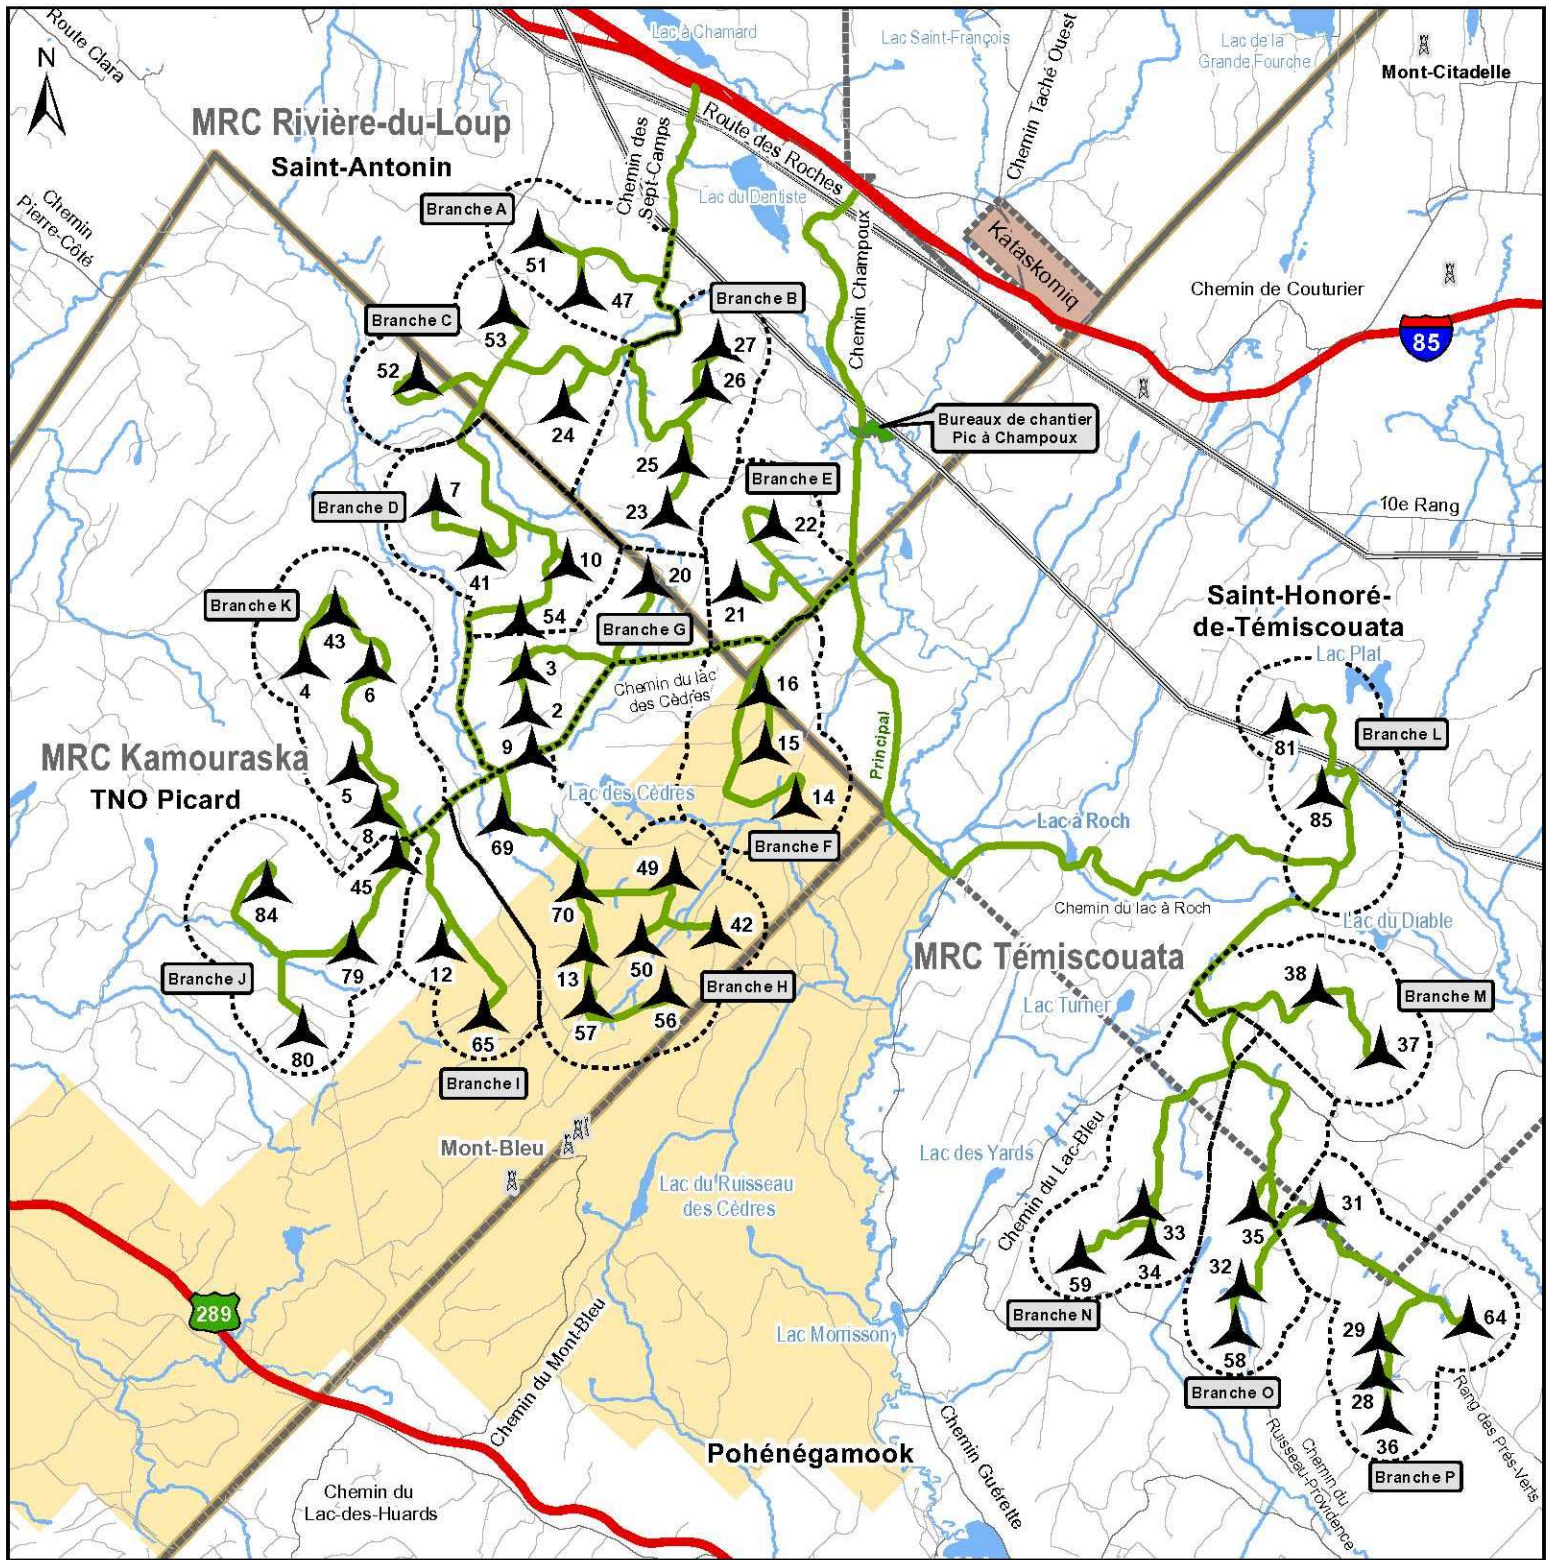 Route Clara
N
Lac à Chamard
Lac Saint-François
Chemin Taché Ouest
Lac de la
Grande Fourche
Mont-Citadelle
MRC Rivière-du-Loup
Saint-Antonin
Chemin des
Sept-Camps
Route des Roches
Lac du Dentiste
Chemin
Pierre-Côté
Branche A
51
47
Kataskomiq
Chemin de Couturier
85
Chemin Champoux
Branche B
Branche C
53
27
52
26
24
Bureaux de chantier
Pic à Champoux
25
Branche E
10e Rang
7
Branche D
23
22
41
10
20
21
54
Branche G
Saint-Honoré-
de-Témiscouata
Lac Plat
Branche K
43
4
6
3
Chemin du lac
des Cèdres
16
2
Principal
81
Branche L
9
15
MRC Kamouraska
TNO Picard
5
Lac des Cèdres
14
85
8
69
Lac à Roch
Branche F
45
49
84
70
Chemin du lac à Roch
Lac du Diable
42
79
12
13
50
MRC Témiscouata
Branche J
38
Branche H
Branche M
Lac Turner
57
56
80
65
37
Branche I
Mont-Bleu
Chemin du Lac-Bleu
Lac des Yards
Lac du Ruisseau
des Cèdres
31
33
35
59
34
32
289
Branche N
64
Lac Morrisson
29
58
Chemin du Mont-Bleu
Branche O
28
36
Rang des Prés-Verts
Pohénégamook
Chemin Guérette
Chemin du
Ruisseau-Providence
Branche P
Chemin du
Lac-des-Huards